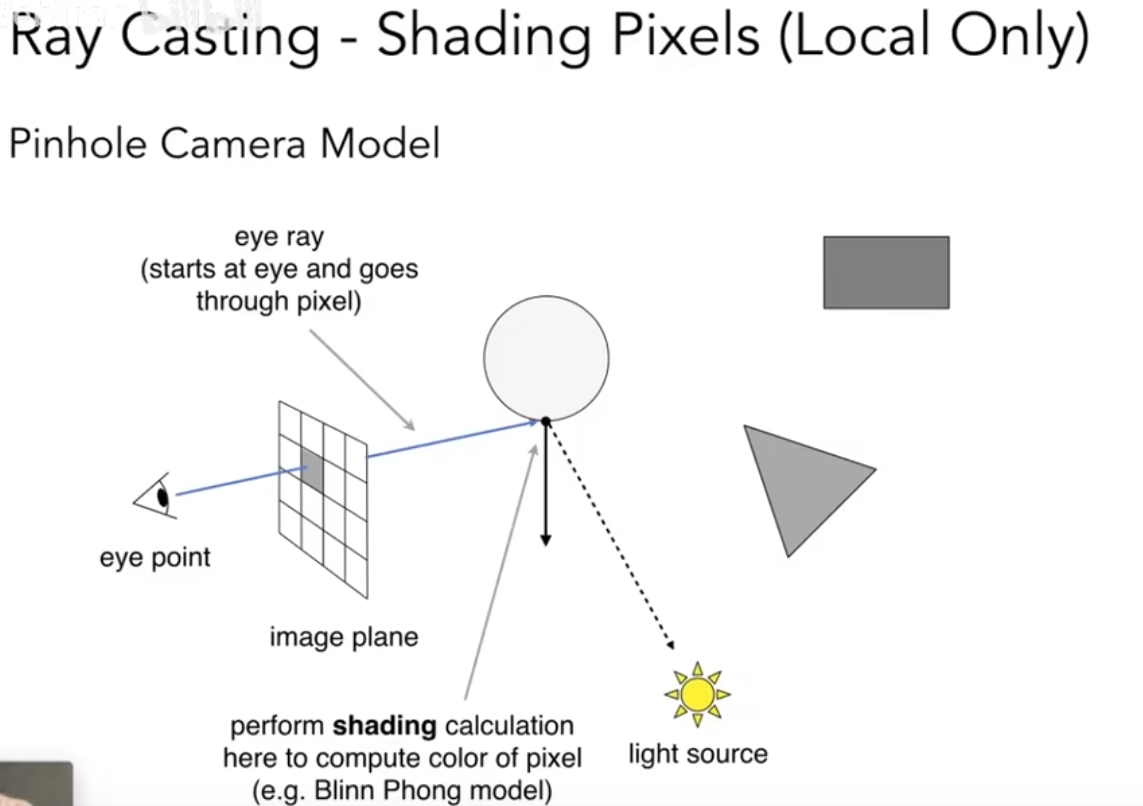 Ray Casting - Shading Pixels (Local Only)
Pinhole Camera Model
eye ray
(starts at eye and goes
through pixel)
eye point
image plane
perform shading calculation
here to compute color of pixel
(e.g. Blinn Phong model)
light source